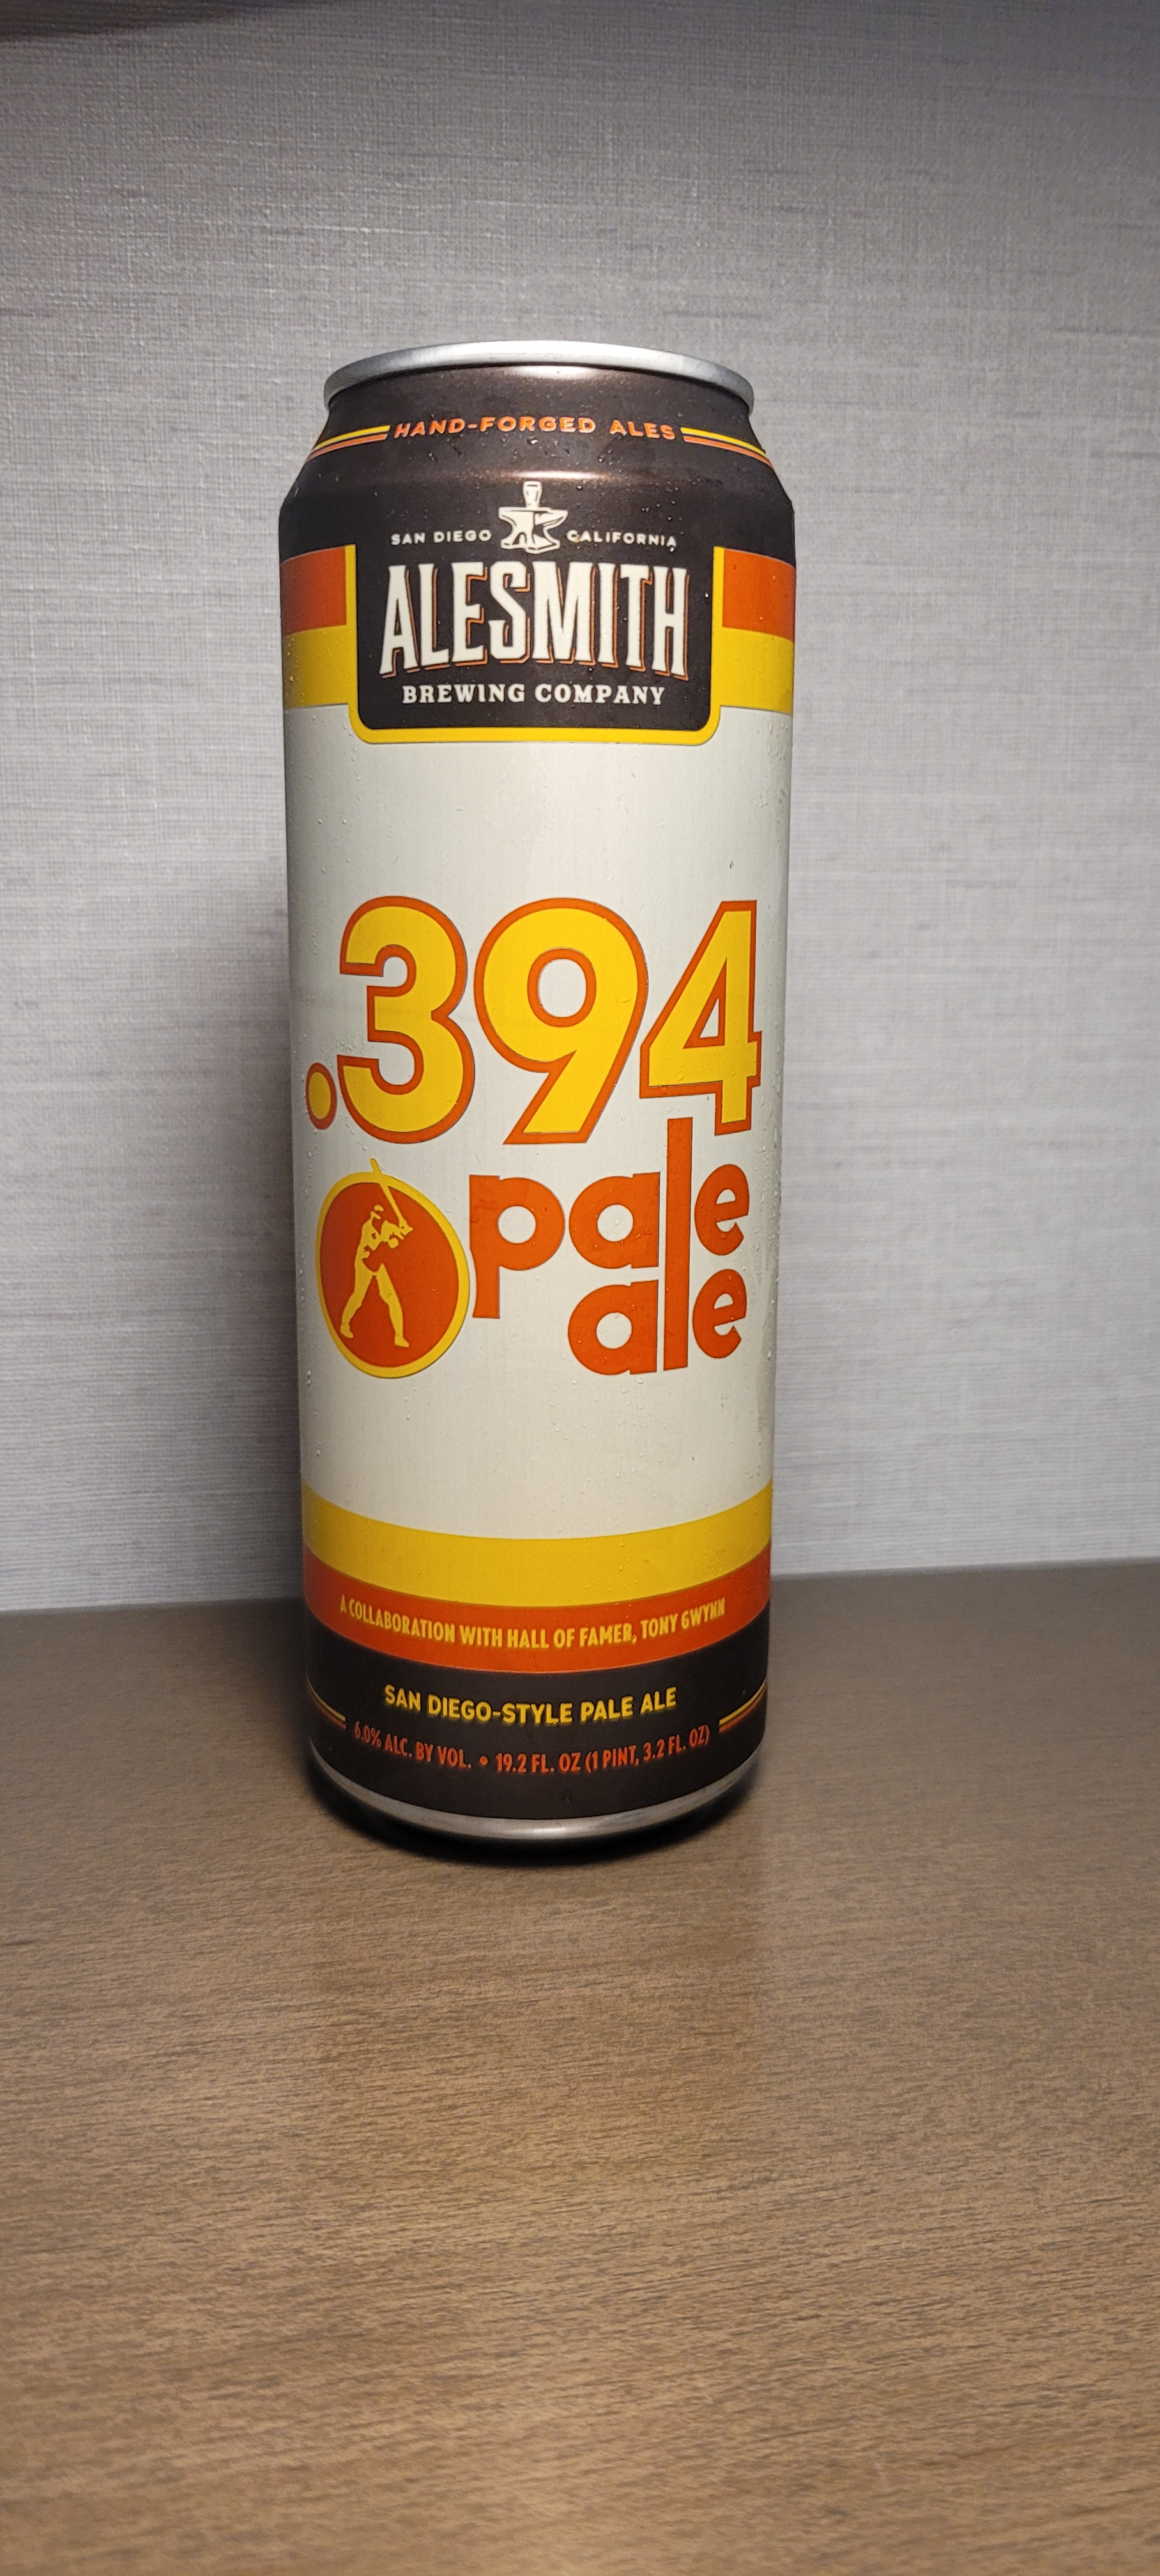 HAND-FORGED ALES
SAN DIEGO CALIFORNIA
ALESMITH
BREWING COMPANY
.394
pale
ale
A COLLABORATION WITH HALL OF FAMER, TONY GWYNN
SAN DIEGO-STYLE PALE ALE
6.0% ALC. BY VOL. • 19.2 FL. OZ (1 PINT, 3.2 FL. OZ)